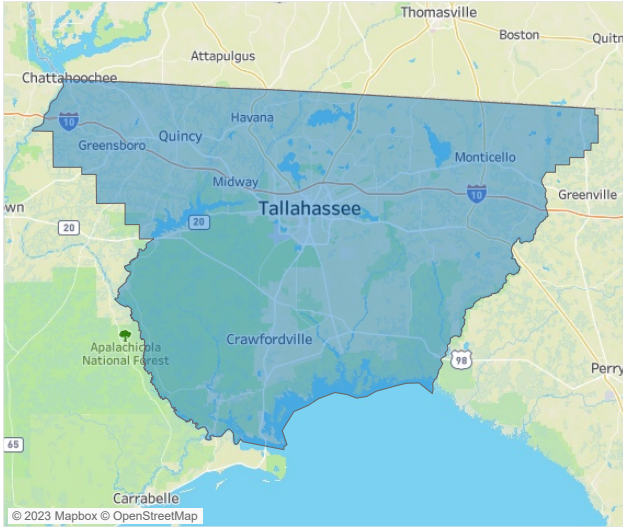 Thomasville
Boston
Quitm
Attapulgus
Chattahoochee
10
Havana
Quincy
Greensboro
Monticello
Midway
10
Greenville
Tallahassee
own
20
20
Crawfordville
Apalachicola
National Forest
98
Perry
65
Carrabelle
© 2023 Mapbox © OpenStreetMap